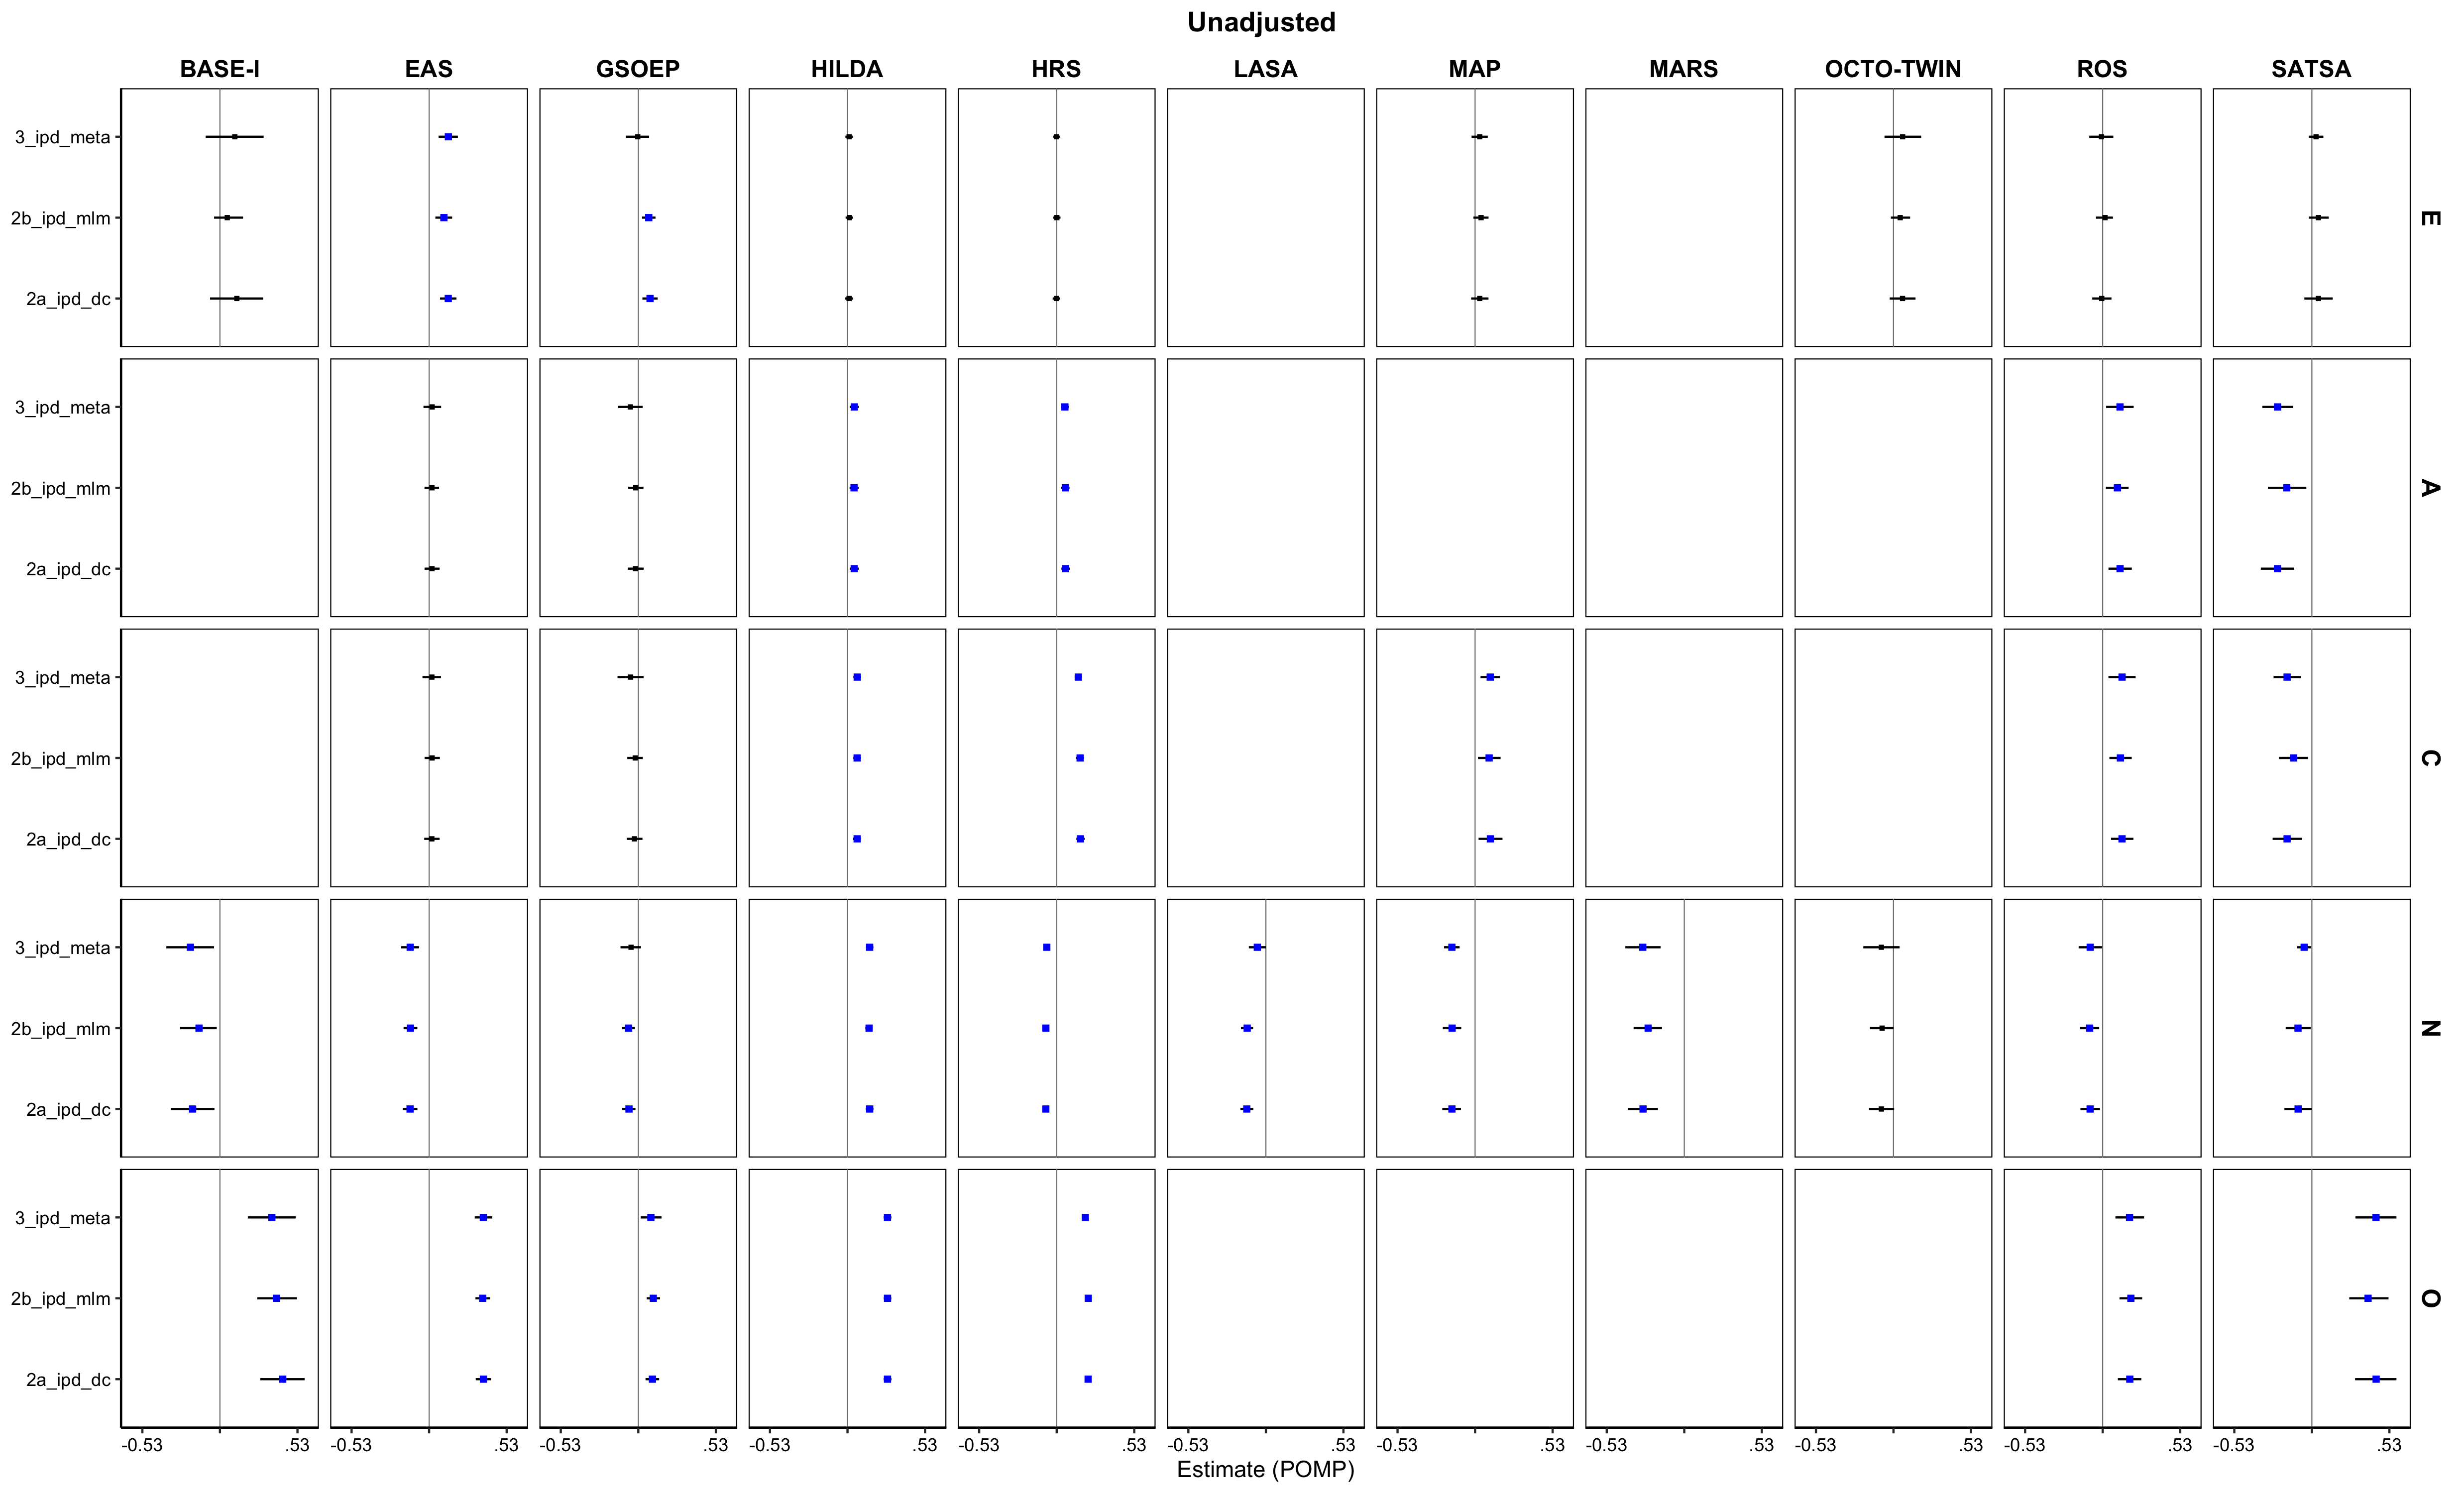 Unadjusted
BASE-I EAS GSOEP HILDA HRS LASA MAP MARS OCTO-TWIN ROS SATSA
3_ipd_meta
2b_ipd_mlm
2a_ipd_dc
E
3_ipd_meta
2b_ipd_mlm
2a_ipd_dc
A
3_ipd_meta
2b_ipd_mlm
2a_ipd_dc
C
3_ipd_meta
2b_ipd_mlm
2a_ipd_dc
N
3_ipd_meta
2b_ipd_mlm
2a_ipd_dc
O
-0.53 .53 -0.53 .53 -0.53 .53 -0.53 .53 -0.53 .53 -0.53 .53 -0.53 .53 -0.53 .53 -0.53 .53 -0.53 .53 -0.53 .53
Estimate (POMP)